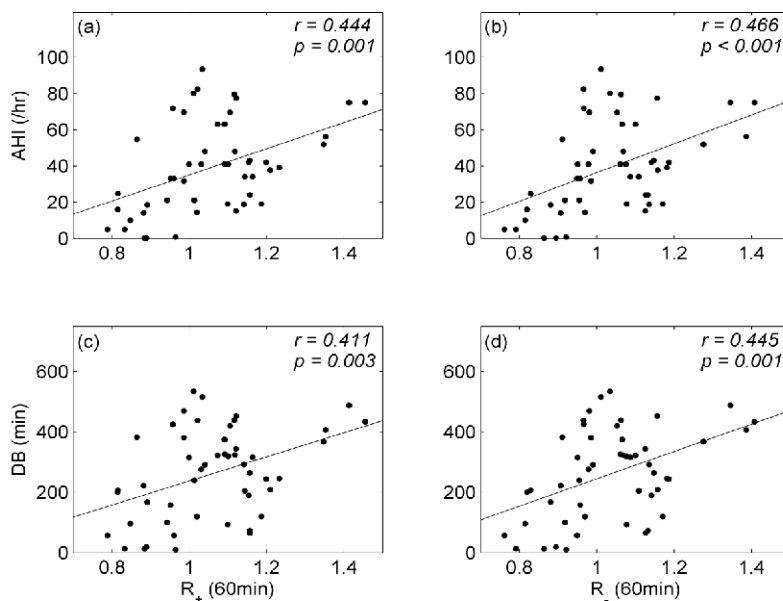 (a) r = 0.444
p = 0.001
(b) r = 0.466
p < 0.001
AHI (/hr)
100
80
60
40
20
0
0.8 1 1.2 1.4
0.8 1 1.2 1.4
(c) r = 0.411
p = 0.003
(d) r = 0.445
p = 0.001
DB (min)
600
400
200
0
0
20
40
60
80
100
0
200
400
600
0.8 1 1.2 1.4
0.8 1 1.2 1.4
R+ (60min)
R (60min)